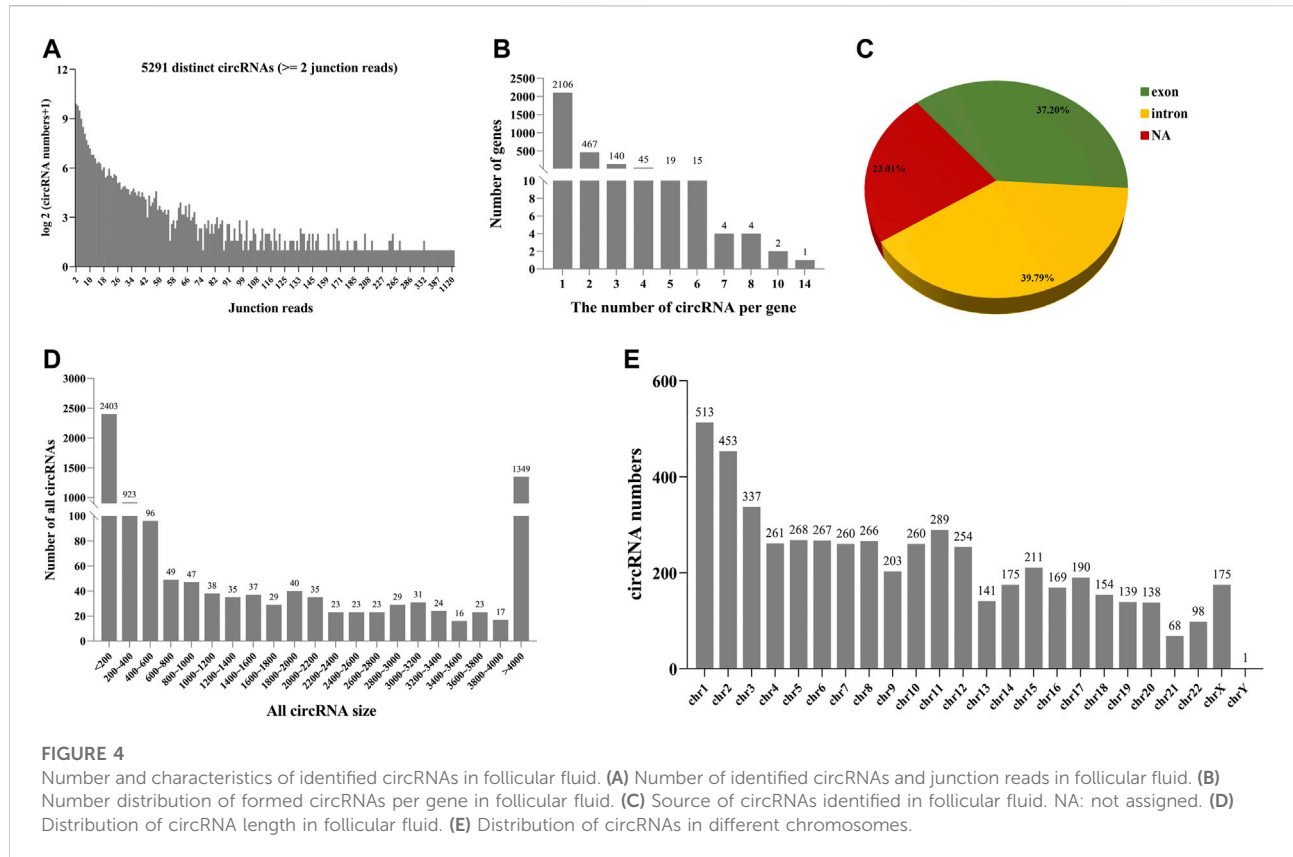 A
5291 distinct circRNAs (>= 2 junction reads)
log 2 (circRNA numbers+1)
12
9
6
3
0
2 10 18 26 34 42 50 58 66 74 82 91 99 108 116 125 133 145 159 171 185 208 227 265 286 332 387 1120
Junction reads
B
Number of genes
2500
2000
1500
1000
500
10
8
6
4
2
0
2106 467 140 45 19 15 4 4 2 1
1 2 3 4 5 6 7 8 10 14
The number of circRNA per gene
C
37.20%
23.01%
39.79%
exon
intron
NA
D
Number of all circRNAs
3000
2500
2000
1500
1000
100
80
60
40
20
0
2403 923 96 49 47 38 35 37 29 40 35 23 23 23 29 31 24 16 23 17 1349
<200 200~400 400~600 600~800 800~1000 1000~1200 1200~1400 1400~1600 1600~1800 1800~2000 2000~2200 2200~2400 2400~2600 2600~2800 2800~3000 3000~3200 3200~3400 3400~3600 3600~3800 3800~4000 >4000
All circRNA size
E
circRNA numbers
600
400
200
0
513 453 337 261 268 267 260 266 203 260 289 254 141 175 211 169 190 154 139 138 68 98 175 1
chr1 chr2 chr3 chr4 chr5 chr6 chr7 chr8 chr9 chr10 chr11 chr12 chr13 chr14 chr15 chr16 chr17 chr18 chr19 chr20 chr21 chr22 chrX chrY
FIGURE 4
Number and characteristics of identified circRNAs in follicular fluid. (A) Number of identified circRNAs and junction reads in follicular fluid. (B)
Number distribution of formed circRNAs per gene in follicular fluid. (C) Source of circRNAs identified in follicular fluid. NA: not assigned. (D)
Distribution of circRNA length in follicular fluid. (E) Distribution of circRNAs in different chromosomes.